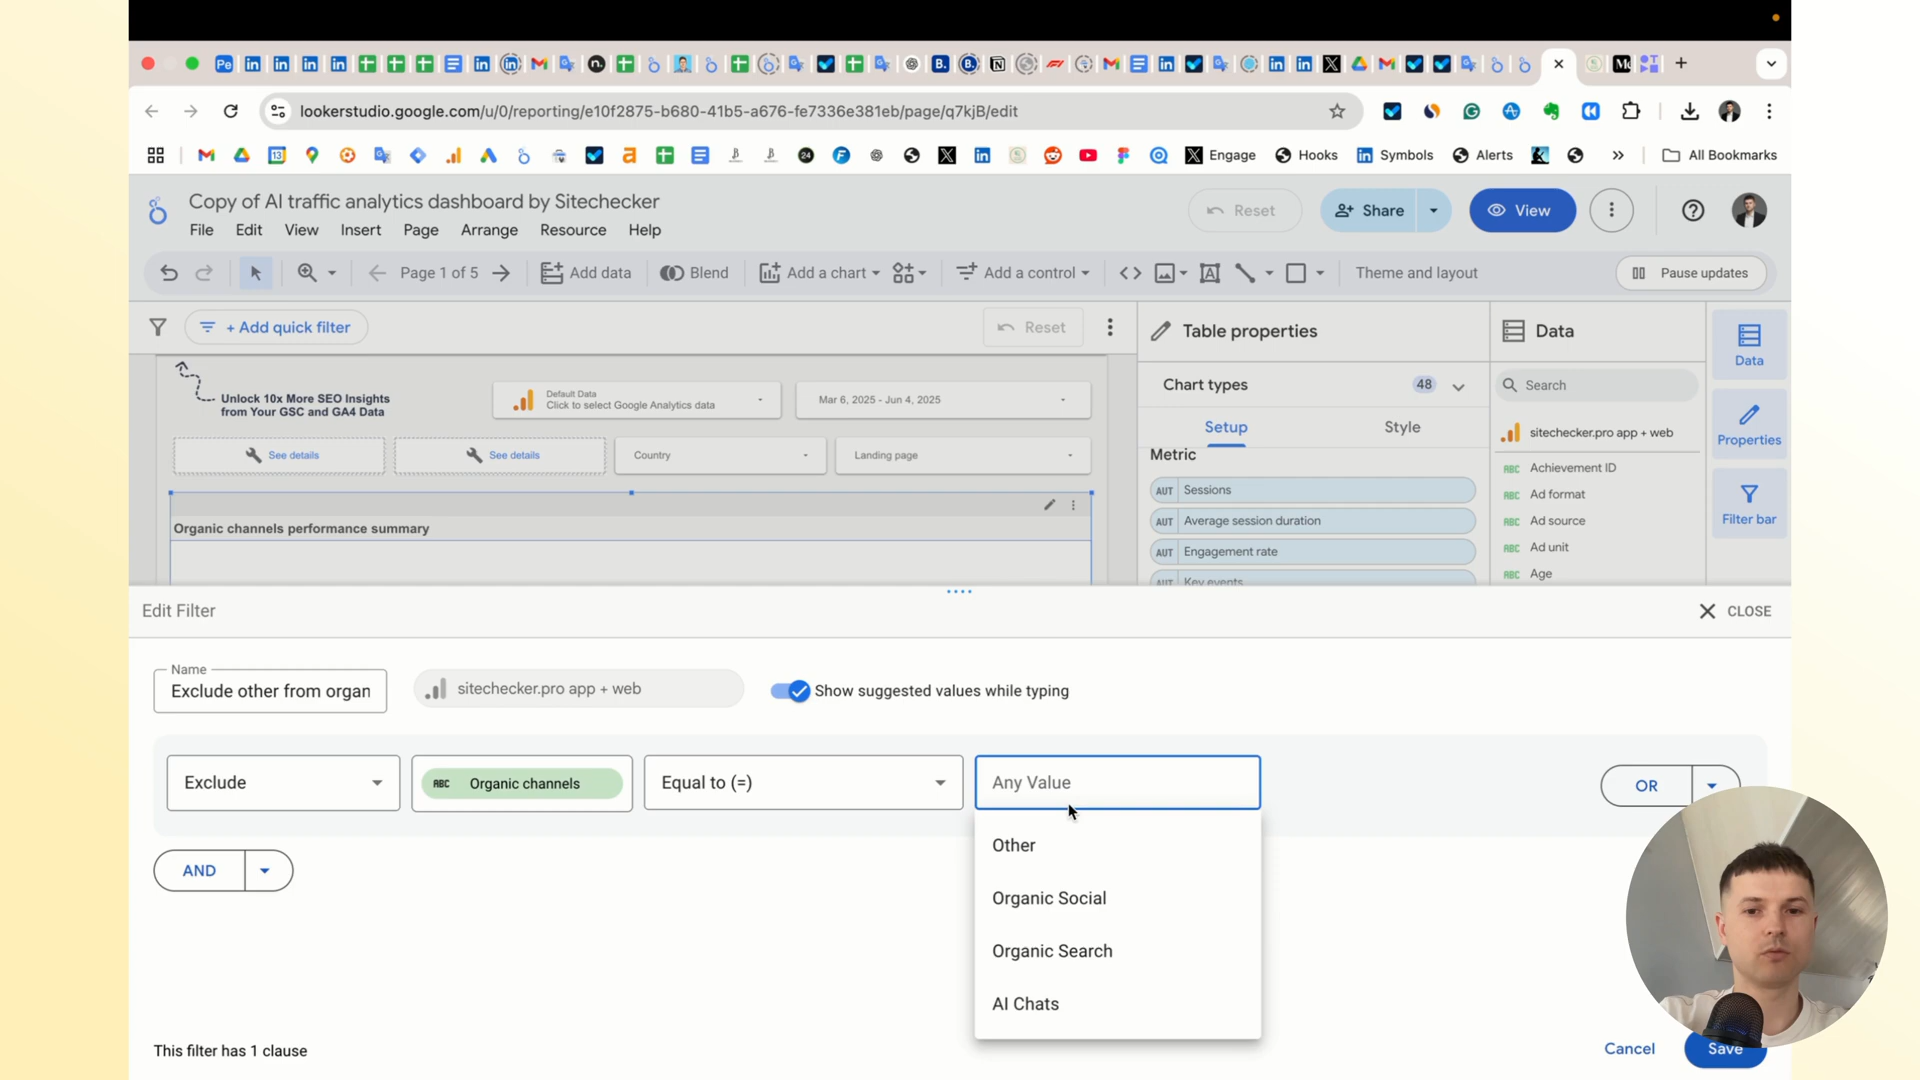 lookerstudio.google.com/u/0/reporting/e10f2875-b680-41b5-a676-fe7336e381eb/page/q7kjB/edit
Engage
Hooks
Symbols
Alerts
All Bookmarks
Copy of AI traffic analytics dashboard by Sitechecker
Reset
Share
View
File Edit View Insert Page Arrange Resource Help
Page 1 of 5
Add data
Blend
Add a chart
Add a control
Theme and layout
Pause updates
+ Add quick filter
Reset
Table properties
Data
Data
Chart types
48
Search
Unlock 10x More SEO Insights
from Your GSC and GA4 Data
Default Data
Click to select Google Analytics data
Mar 6, 2025 - Jun 4, 2025
Setup
Style
sitechecker.pro app + web
Properties
See details
See details
Country
Landing page
Metric
ABC Achievement ID
AUT Sessions
ABC Ad format
AUT Average session duration
ABC Ad source
Filter bar
Organic channels performance summary
AUT Engagement rate
ABC Ad unit
ABC Age
AUT Key events
Edit Filter
CLOSE
Name
Exclude other from organ
sitechecker.pro app + web
Show suggested values while typing
Exclude
ABC Organic channels
Equal to (=)
Any Value
OR
Other
AND
Organic Social
Organic Search
AI Chats
This filter has 1 clause
Cancel
Save